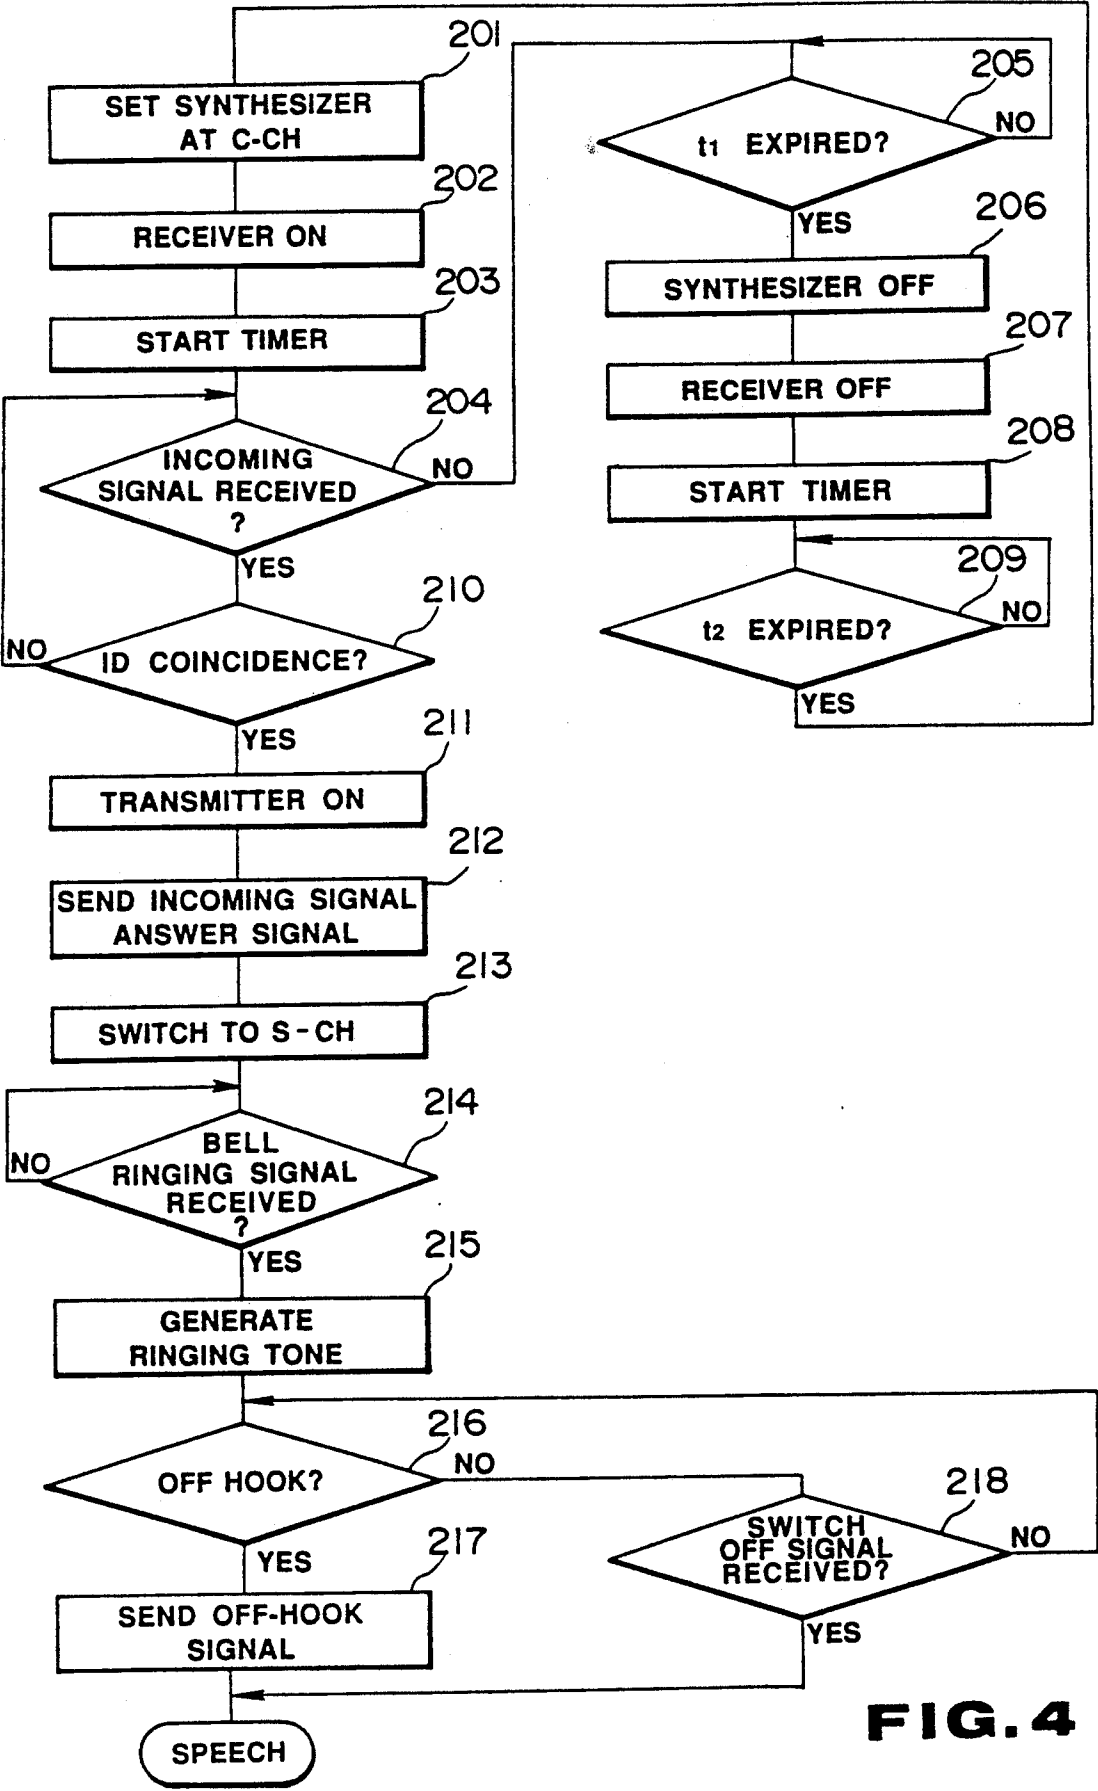 201
SET SYNTHESIZER
AT C-CH
202
RECEIVER ON
203
START TIMER
204
INCOMING
SIGNAL RECEIVED
?
NO
YES
205
t1 EXPIRED?
NO
YES
206
SYNTHESIZER OFF
207
RECEIVER OFF
208
START TIMER
209
t2 EXPIRED?
NO
YES
210
ID COINCIDENCE?
NO
YES
211
TRANSMITTER ON
212
SEND INCOMING SIGNAL
ANSWER SIGNAL
213
SWITCH TO S-CH
214
BELL
RINGING SIGNAL
RECEIVED
?
NO
YES
215
GENERATE
RINGING TONE
216
OFF HOOK?
NO
YES
217
SEND OFF-HOOK
SIGNAL
218
SWITCH
OFF SIGNAL
RECEIVED?
NO
YES
SPEECH
FIG. 4